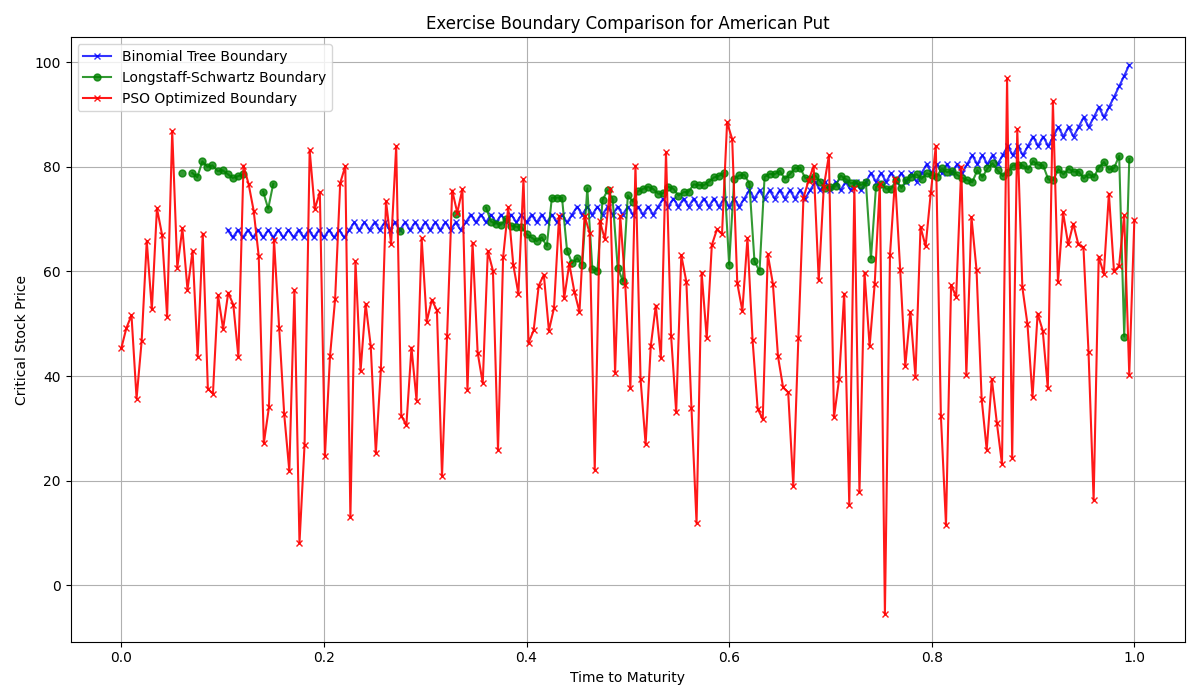 Exercise Boundary Comparison for American Put
Binomial Tree Boundary
Longstaff-Schwartz Boundary
PSO Optimized Boundary
Critical Stock Price
100
80
60
40
20
0
0.0 0.2 0.4 0.6 0.8 1.0
Time to Maturity